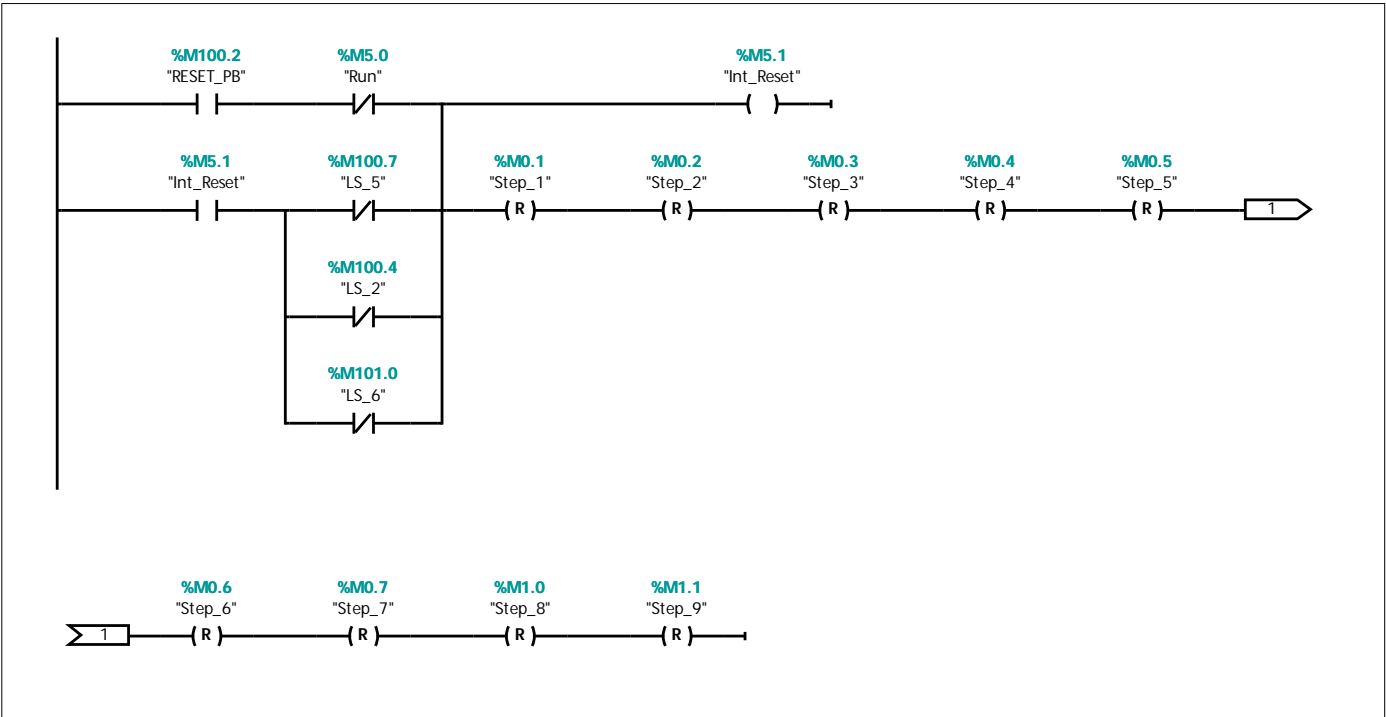 %M100.2 %M5.0 %M5.1
"RESET_PB" "Run" "Int_Reset"
%M5.1 %M100.7 %M0.1 %M0.2 %M0.3 %M0.4 %M0.5
"Int_Reset" "LS_5" "Step_1" "Step_2" "Step_3" "Step_4" "Step_5"
R R R R R 1
%M100.4
"LS_2"
%M101.0
"LS_6"
%M0.6 %M0.7 %M1.0 %M1.1
"Step_6" "Step_7" "Step_8" "Step_9"
1 R R R R